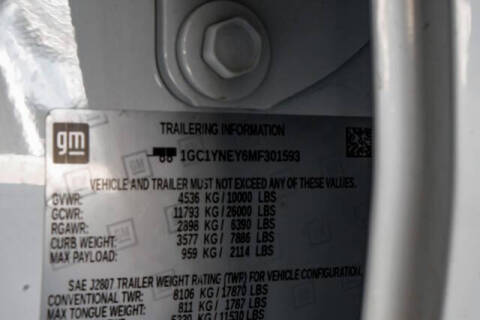 gm
TRAILERING INFORMATION
1GC1YNEY6MF301593
VEHICLE AND TRAILER MUST NOT EXCEED ANY OF THESE VALUES.
GVWR: 4536 KG/10000 LBS
GCWR: 11793 KG/26000 LBS
RGAWR: 2898 KG/6390 LBS
CURB WEIGHT: 3577 KG/7886 LBS
MAX PAYLOAD: 959 KG/2114 LBS
SAE J2807 TRAILER WEIGHT RATING (TWR) FOR VEHICLE CONFIGURATION.
CONVENTIONAL TWR: 8106 KG/17870 LBS
MAX TONGUE WEIGHT: 811 KG/1787 LBS
KG/11530 LBS